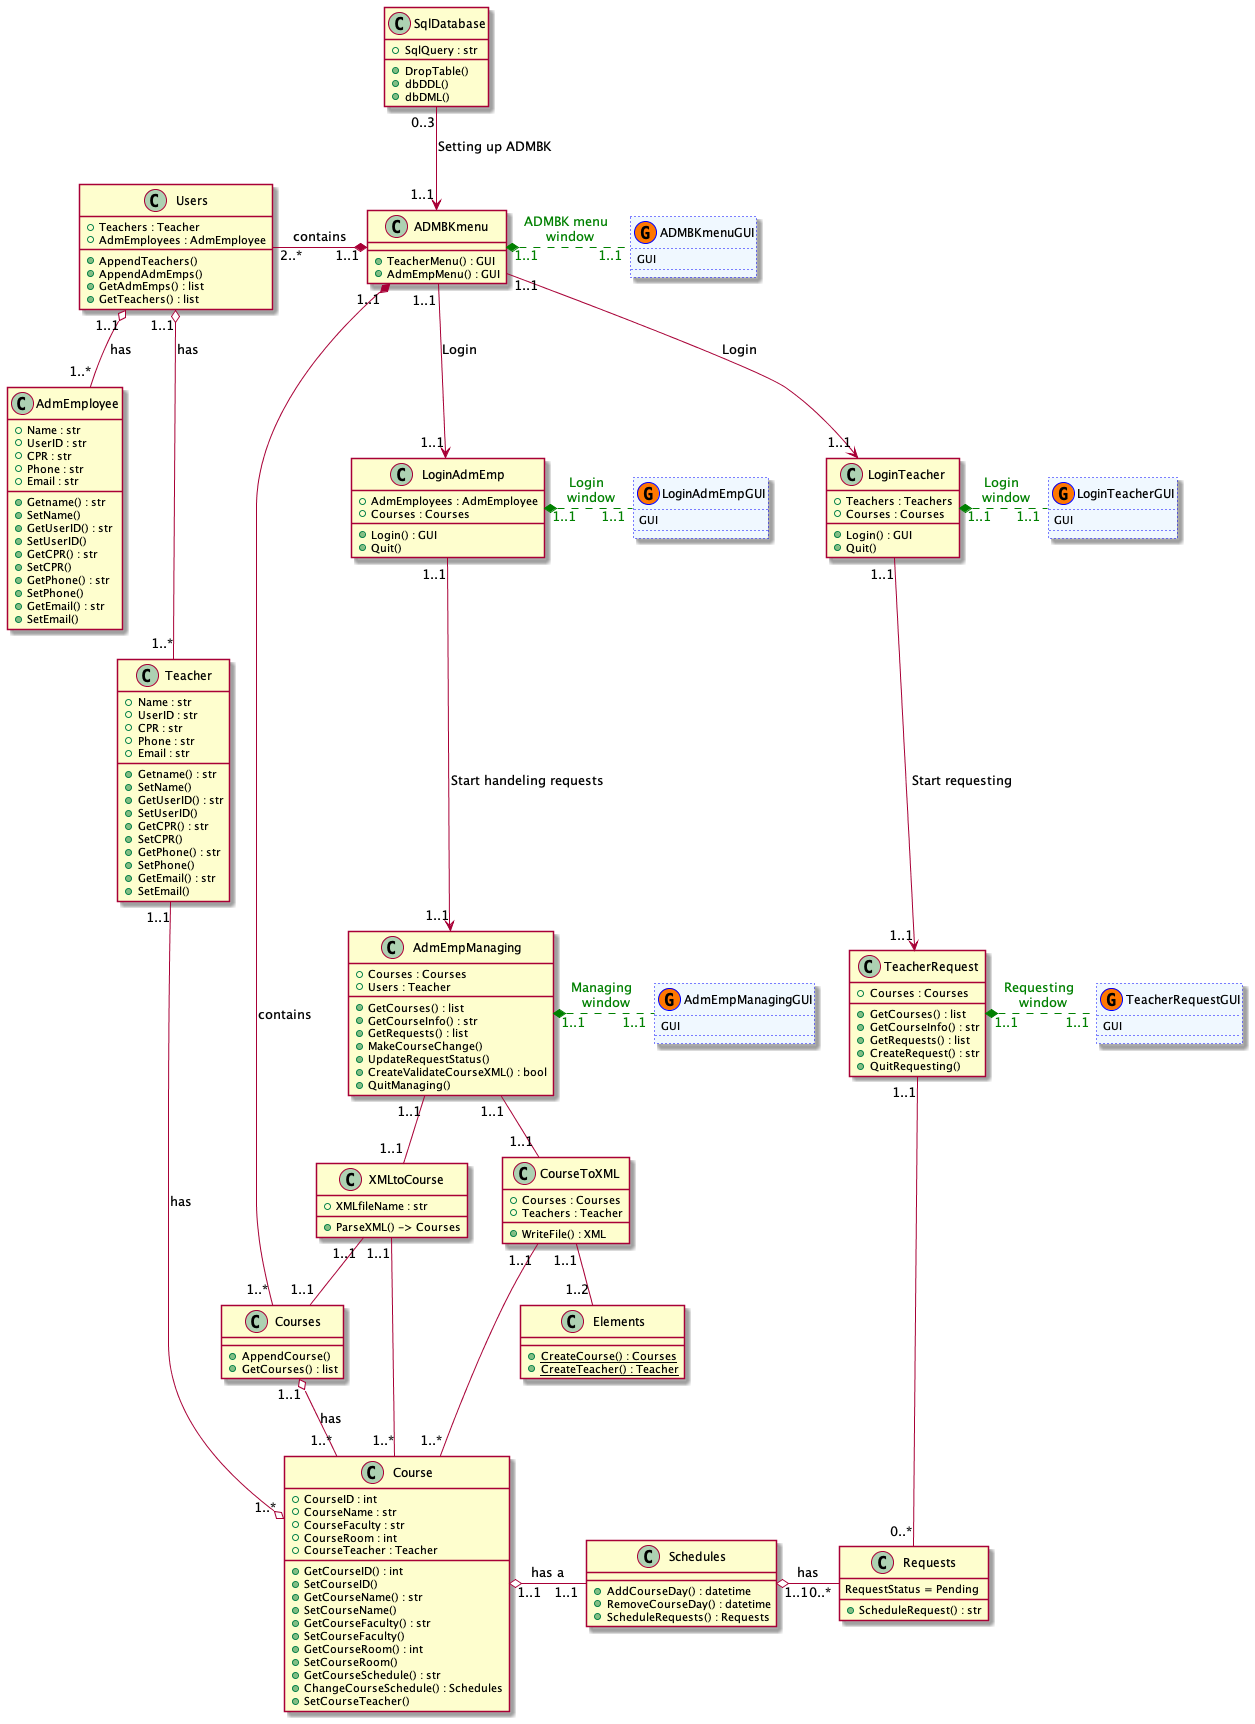 C SqlDatabase
SqlQuery : str
DropTable()
dbDDL()
dbDML()
0..3
Setting up ADMBK
1..1
C Users
Teachers : Teacher
AdmEmployees : AdmEmployee
AppendTeachers()
AppendAdmEmps()
GetAdmEmps() : list
GetTeachers() : list
contains
2..*
1..1
C ADMBKmenu
TeacherMenu() : GUI
AdmEmpMenu() : GUI
ADMBK menu
window
1..1
1..1
G ADMBKmenuGUI
GUI
1..1
1..1
1..1
1..1
has
1..*
1..1
has
1..*
Login
1..1
Login
1..1
C AdmEmployee
Name : str
UserID : str
CPR : str
Phone : str
Email : str
Getname() : str
SetName()
GetUserID() : str
SetUserID()
GetCPR() : str
SetCPR()
GetPhone() : str
SetPhone()
GetEmail() : str
SetEmail()
C LoginAdmEmp
AdmEmployees : AdmEmployee
Courses : Courses
Login() : GUI
Quit()
Login
window
1..1
1..1
G LoginAdmEmpGUI
GUI
C LoginTeacher
Teachers : Teachers
Courses : Courses
Login() : GUI
Quit()
Login
window
1..1
1..1
G LoginTeacherGUI
GUI
1..1
1..1
C Teacher
Name : str
UserID : str
CPR : str
Phone : str
Email : str
Getname() : str
SetName()
GetUserID() : str
SetUserID()
GetCPR() : str
SetCPR()
GetPhone() : str
SetPhone()
GetEmail() : str
SetEmail()
Start handeling requests
Start requesting
1..1
1..1
1..1
C AdmEmpManaging
Courses : Courses
Users : Teacher
GetCourses() : list
GetCourseInfo() : str
GetRequests() : list
MakeCourseChange()
UpdateRequestStatus()
CreateValidateCourseXML() : bool
QuitManaging()
Managing
window
1..1
1..1
G AdmEmpManagingGUI
GUI
C TeacherRequest
Courses : Courses
GetCourses() : list
GetCourseInfo() : str
GetRequests() : list
CreateRequest() : str
QuitRequesting()
Requesting
window
1..1
1..1
G TeacherRequestGUI
GUI
contains
1..1
1..1
1..1
1..1
1..1
C XMLtoCourse
XMLfileName : str
ParseXML() -> Courses
C CourseToXML
Courses : Courses
Teachers : Teacher
WriteFile() : XML
has
1..1
1..1
1..1
1..1
1..*
1..1
1..2
C Courses
AppendCourse()
GetCourses() : list
C Elements
CreateCourse() : Courses
CreateTeacher() : Teacher
1..1
has
1..*
1..*
1..*
1..*
C Course
CourseID : int
CourseName : str
CourseFaculty : str
CourseRoom : int
CourseTeacher : Teacher
GetCourseID() : int
SetCourseID()
GetCourseName() : str
SetCourseName()
GetCourseFaculty() : str
SetCourseFaculty()
GetCourseRoom() : int
SetCourseRoom()
GetCourseSchedule() : str
ChangeCourseSchedule() : Schedules
SetCourseTeacher()
has a
1..1
1..1
C Schedules
AddCourseDay() : datetime
RemoveCourseDay() : datetime
ScheduleRequests() : Requests
has
1..1
0..*
0..*
C Requests
RequestStatus = Pending
ScheduleRequest() : str